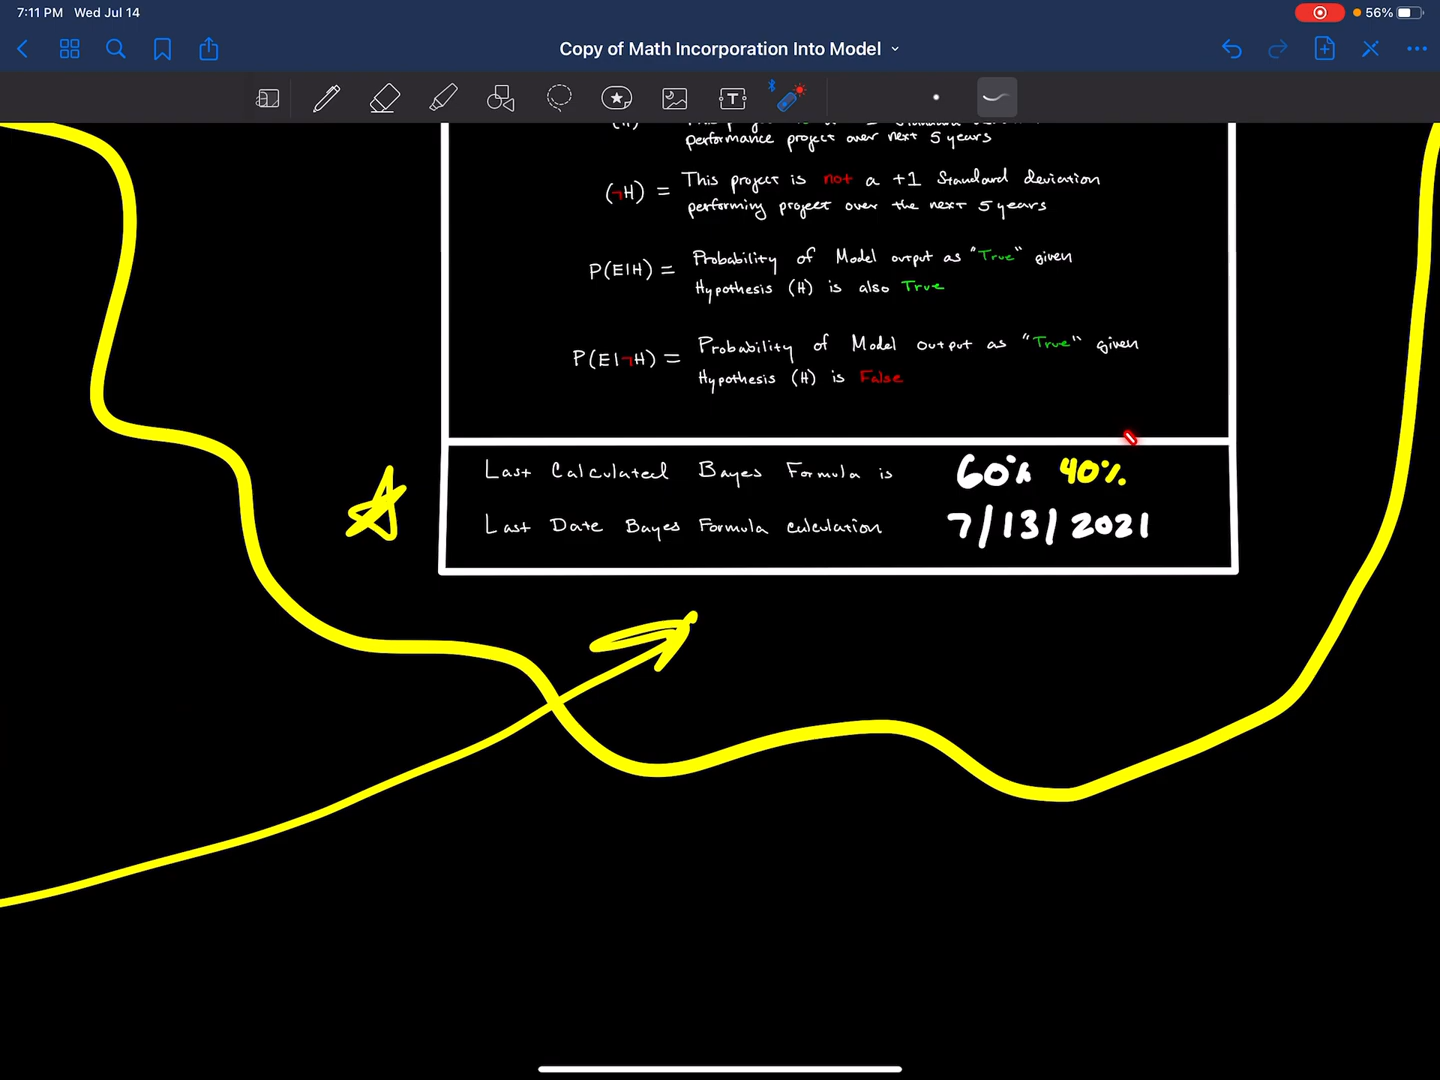 7:11 PM Wed Jul 14
56%
Copy of Math Incorporation Into Model
T
performance project over next 5 years
(¬H) = This project is not a +1 Standard deviation
performing project over the next 5 years
P(E|H) = Probability of Model output as "True" given
Hypothesis (H) is also True
P(E|¬H) = Probability of Model output as "True" given
Hypothesis (H) is False
Last Calculated Bayes Formula is 60% 40%
Last Date Bayes Formula calculation 7/13/2021